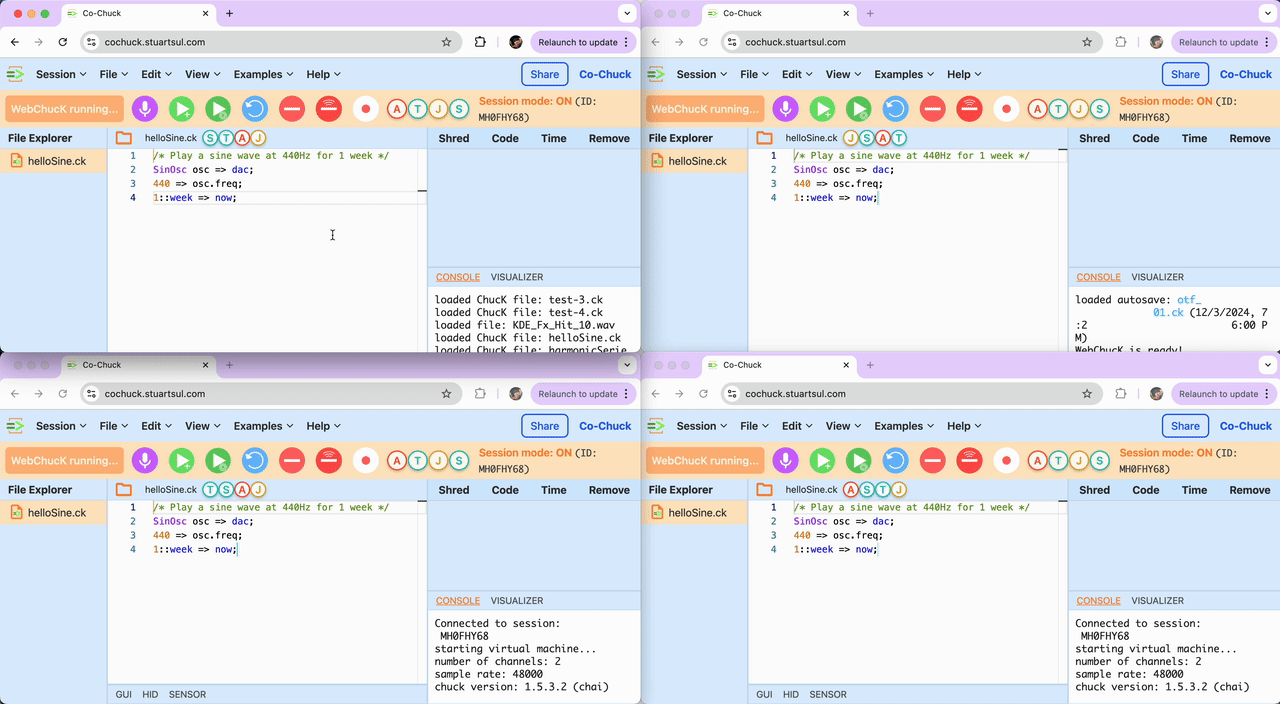 Co-Chuck
cochuck.stuartsul.com
Relaunch to update
Session File Edit View Examples Help Share Co-Chuck
WebChucK running... A T J S Session mode: ON (ID:
MH0FHY68)
File Explorer helloSine.ck S T A J Shred Code Time Remove
helloSine.ck
1 /* Play a sine wave at 440Hz for 1 week */
2 SinOsc osc => dac;
3 440 => osc.freq;
4 1::week => now;
CONSOLE VISUALIZER
loaded ChucK file: test-3.ck
loaded ChucK file: test-4.ck
loaded file: KDE_Fx_Hit_10.wav
loaded ChucK file: helloSine.ck
loaded ChucK file: harmonicSerie
Co-Chuck
cochuck.stuartsul.com
Relaunch to update
Session File Edit View Examples Help Share Co-Chuck
WebChucK running... A T J S Session mode: ON (ID:
MH0FHY68)
File Explorer helloSine.ck J S A T Shred Code Time Remove
helloSine.ck
1 /* Play a sine wave at 440Hz for 1 week */
2 SinOsc osc => dac;
3 440 => osc.freq;
4 1::week => now;
CONSOLE VISUALIZER
loaded autosave: otf_
01.ck (12/3/2024, 7
:2 6:00 P
M)
WebChucK is ready!
Co-Chuck
cochuck.stuartsul.com
Relaunch to update
Session File Edit View Examples Help Share Co-Chuck
WebChucK running... A T J S Session mode: ON (ID:
MH0FHY68)
File Explorer helloSine.ck T S A J Shred Code Time Remove
helloSine.ck
1 /* Play a sine wave at 440Hz for 1 week */
2 SinOsc osc => dac;
3 440 => osc.freq;
4 1::week => now;
CONSOLE VISUALIZER
Connected to session:
MH0FHY68
starting virtual machine...
number of channels: 2
sample rate: 48000
chuck version: 1.5.3.2 (chai)
GUI HID SENSOR
Co-Chuck
cochuck.stuartsul.com
Relaunch to update
Session File Edit View Examples Help Share Co-Chuck
WebChucK running... A T J S Session mode: ON (ID:
MH0FHY68)
File Explorer helloSine.ck A S T J Shred Code Time Remove
helloSine.ck
1 /* Play a sine wave at 440Hz for 1 week */
2 SinOsc osc => dac;
3 440 => osc.freq;
4 1::week => now;
CONSOLE VISUALIZER
Connected to session:
MH0FHY68
starting virtual machine...
number of channels: 2
sample rate: 48000
chuck version: 1.5.3.2 (chai)
GUI HID SENSOR